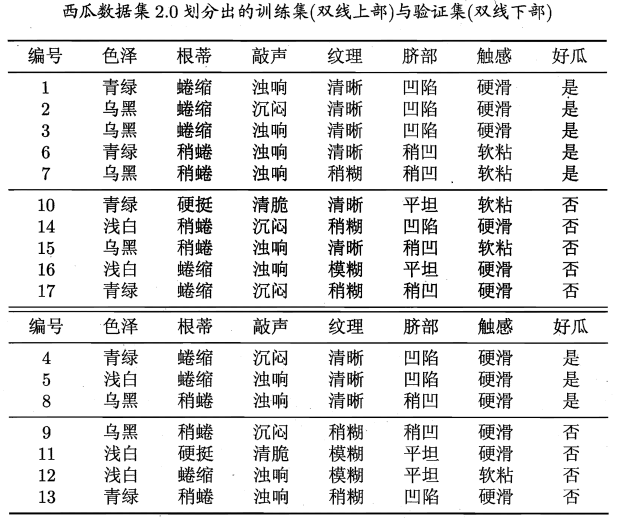 西瓜数据集2.0划分出的训练集(双线上部)与验证集(双线下部)
编号 色泽 根蒂 敲声 纹理 脐部 触感 好瓜
1 青绿 蜷缩 浊响 清晰 凹陷 硬滑 是
2 乌黑 蜷缩 沉闷 清晰 凹陷 硬滑 是
3 乌黑 蜷缩 浊响 清晰 凹陷 硬滑 是
6 青绿 稍蜷 浊响 清晰 稍凹 软粘 是
7 乌黑 稍蜷 浊响 稍糊 稍凹 软粘 是
10 青绿 硬挺 清脆 清晰 平坦 软粘 否
14 浅白 稍蜷 沉闷 稍糊 凹陷 硬滑 否
15 乌黑 稍蜷 浊响 清晰 稍凹 软粘 否
16 浅白 蜷缩 浊响 模糊 平坦 硬滑 否
17 青绿 蜷缩 沉闷 稍糊 稍凹 硬滑 否
编号 色泽 根蒂 敲声 纹理 脐部 触感 好瓜
4 青绿 蜷缩 沉闷 清晰 凹陷 硬滑 是
5 浅白 蜷缩 浊响 清晰 凹陷 硬滑 是
8 乌黑 稍蜷 浊响 清晰 稍凹 硬滑 是
9 乌黑 稍蜷 沉闷 稍糊 稍凹 硬滑 否
11 浅白 硬挺 清脆 模糊 平坦 硬滑 否
12 浅白 蜷缩 浊响 模糊 平坦 软粘 否
13 青绿 稍蜷 浊响 稍糊 凹陷 硬滑 否